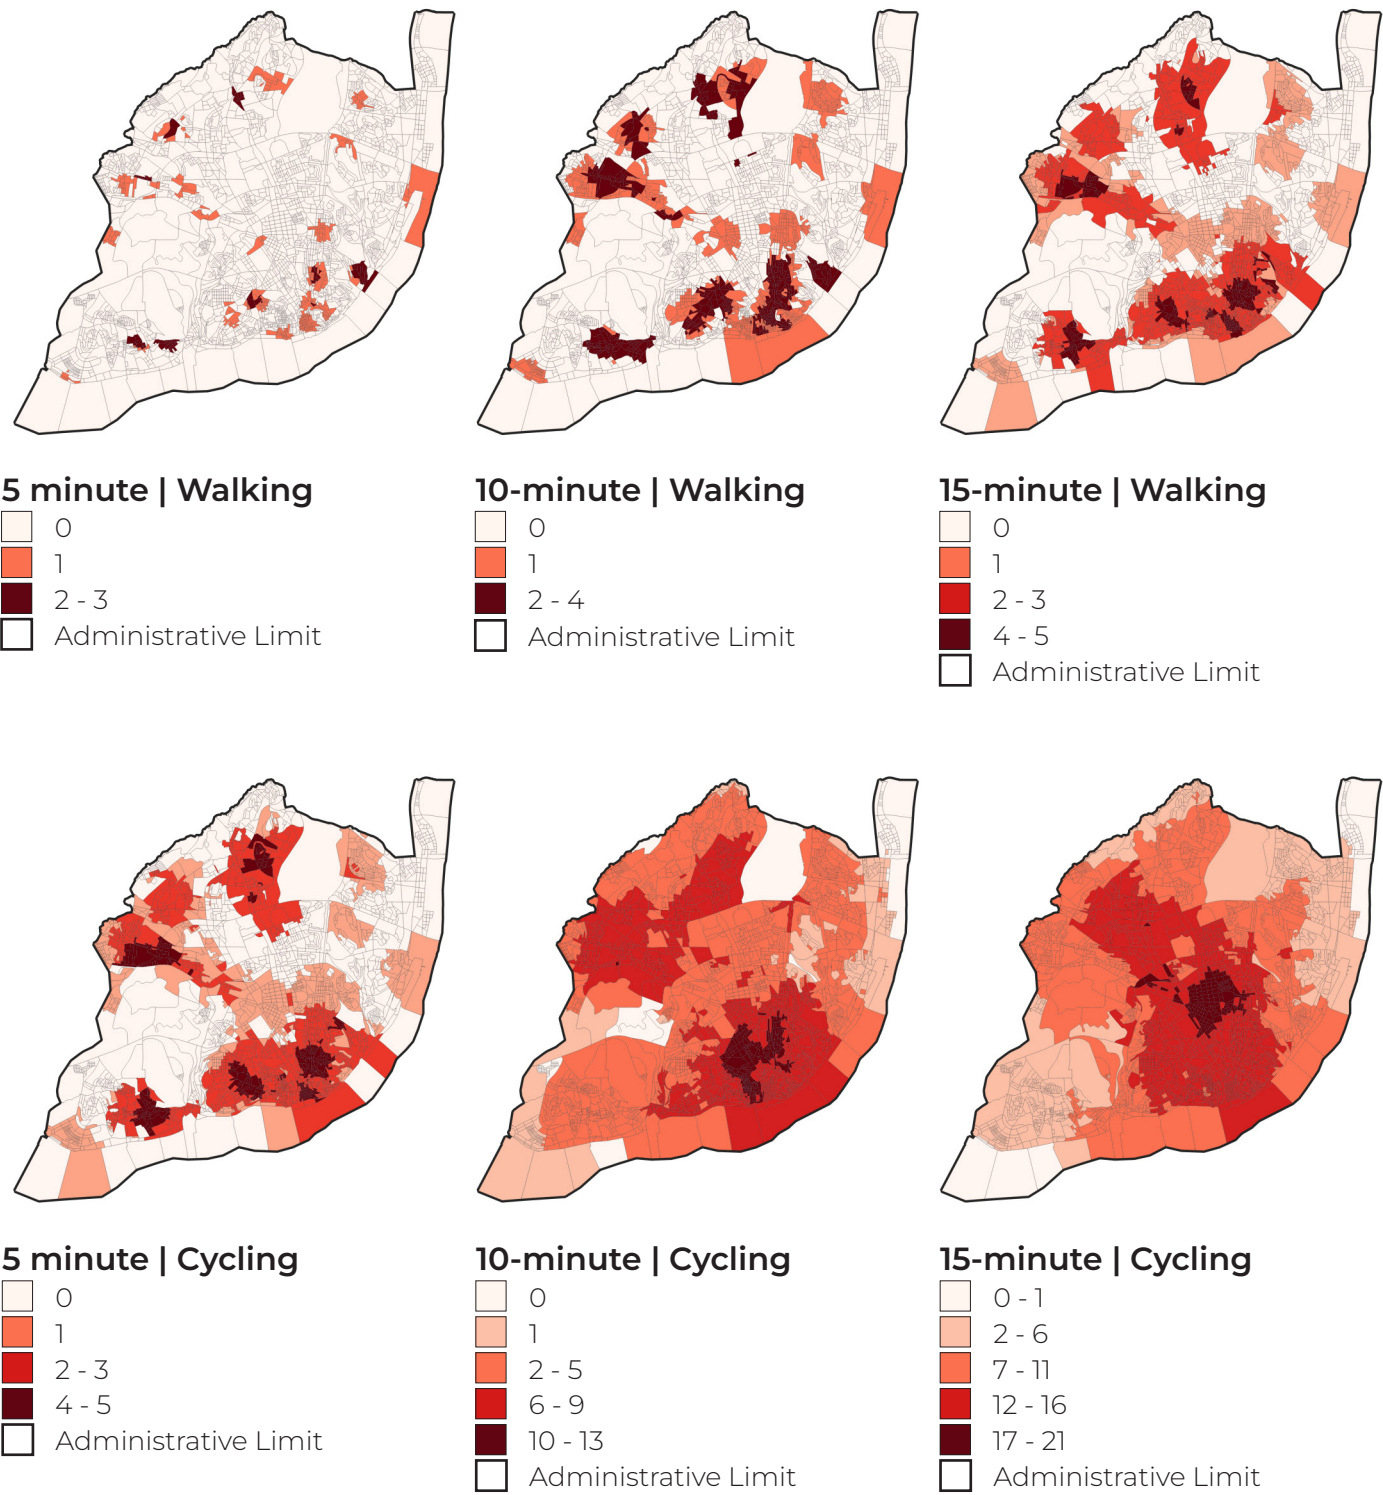 5 minute | Walking
0
1
2 - 3
Administrative Limit
10-minute | Walking
0
1
2 - 4
Administrative Limit
15-minute | Walking
0
1
2 - 3
4 - 5
Administrative Limit
5 minute | Cycling
0
1
2 - 3
4 - 5
Administrative Limit
10-minute | Cycling
0
1
2 - 5
6 - 9
10 - 13
Administrative Limit
15-minute | Cycling
0 - 1
2 - 6
7 - 11
12 - 16
17 - 21
Administrative Limit